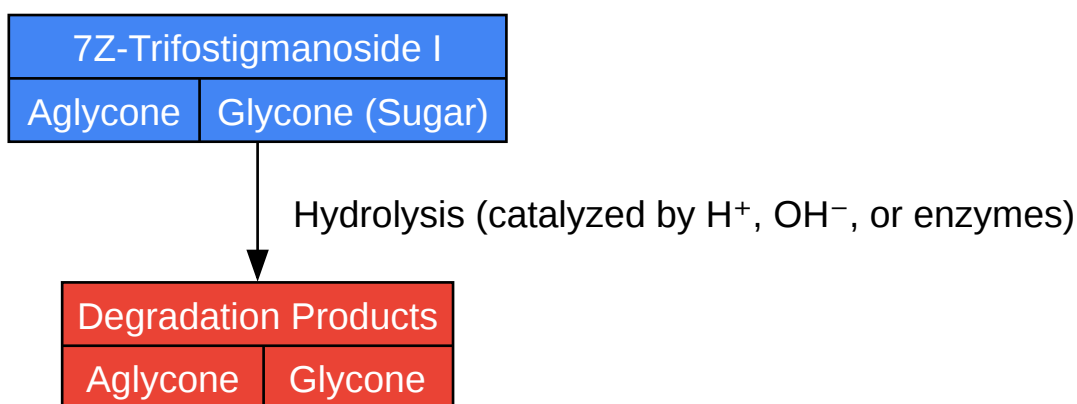 7Z-Trifostigmanoside I
Aglycone Glycone (Sugar)
Hydrolysis (catalyzed by H⁺, OH⁻, or enzymes)
Degradation Products
Aglycone Glycone